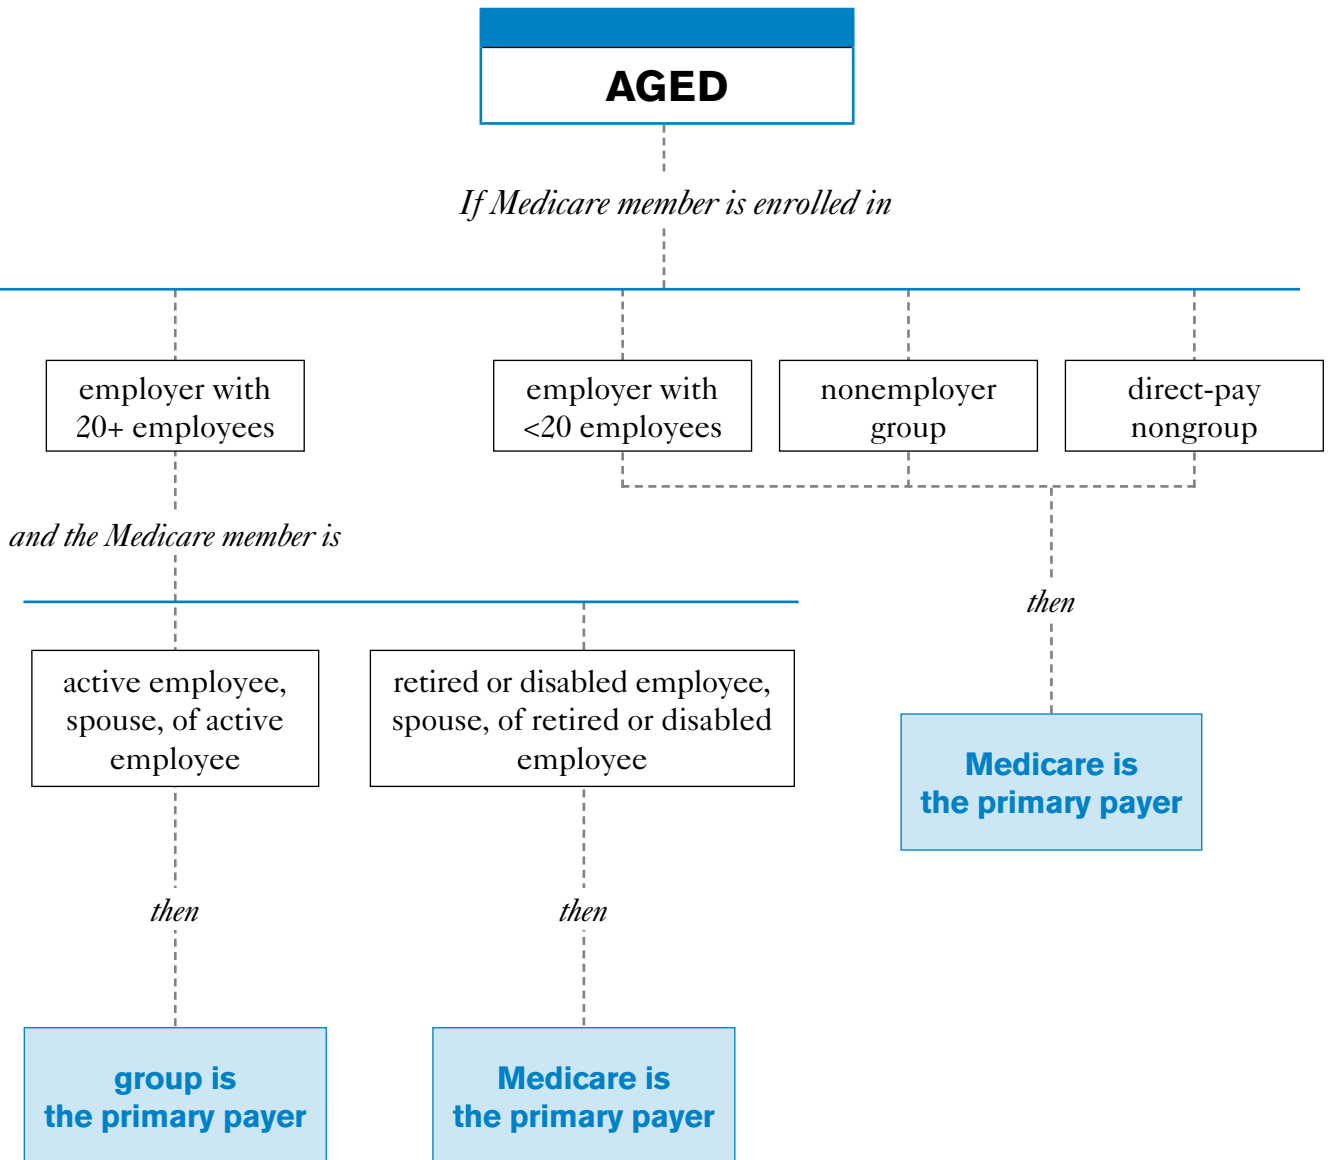 AGED
If Medicare member is enrolled in
employer with
20+ employees
employer with
<20 employees
nonemployer
group
direct-pay
nongroup
and the Medicare member is
then
active employee,
spouse, of active
employee
retired or disabled employee,
spouse, of retired or disabled
employee
Medicare is
the primary payer
then
then
group is
the primary payer
Medicare is
the primary payer